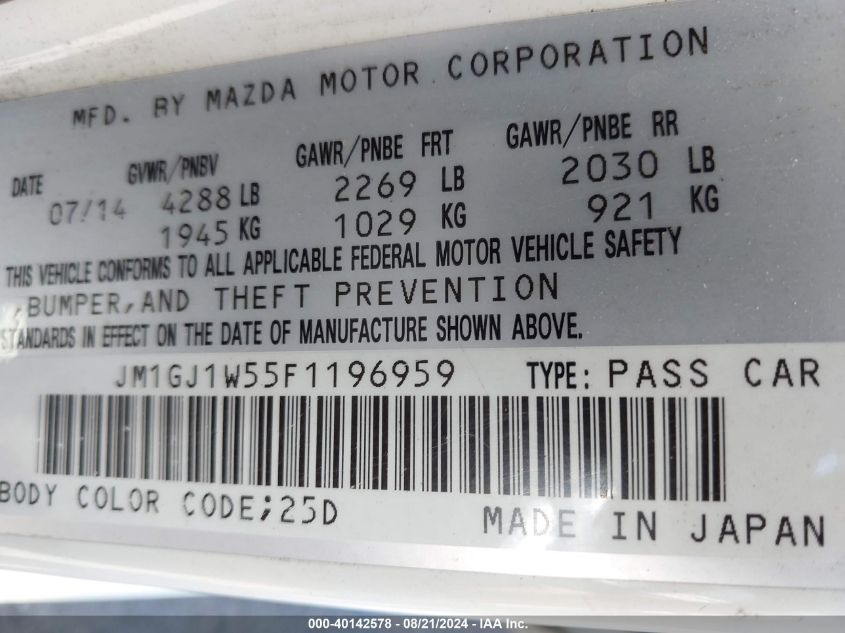 MFD. BY MAZDA MOTOR CORPORATION
DATE GVWR/PNBV GAWR/PNBE FRT GAWR/PNBE RR
07/14 4288 LB 2269 LB 2030 LB
1945 KG 1029 KG 921 KG
THIS VEHICLE CONFORMS TO ALL APPLICABLE FEDERAL MOTOR VEHICLE SAFETY
,BUMPER,AND THEFT PREVENTION
STANDARDS IN EFFECT ON THE DATE OF MANUFACTURE SHOWN ABOVE.
JM1GJ1W55F1196959 TYPE: PASS CAR
BODY COLOR CODE;25D
MADE IN JAPAN
000-40142578 - 08/21/2024 - IAA Inc.